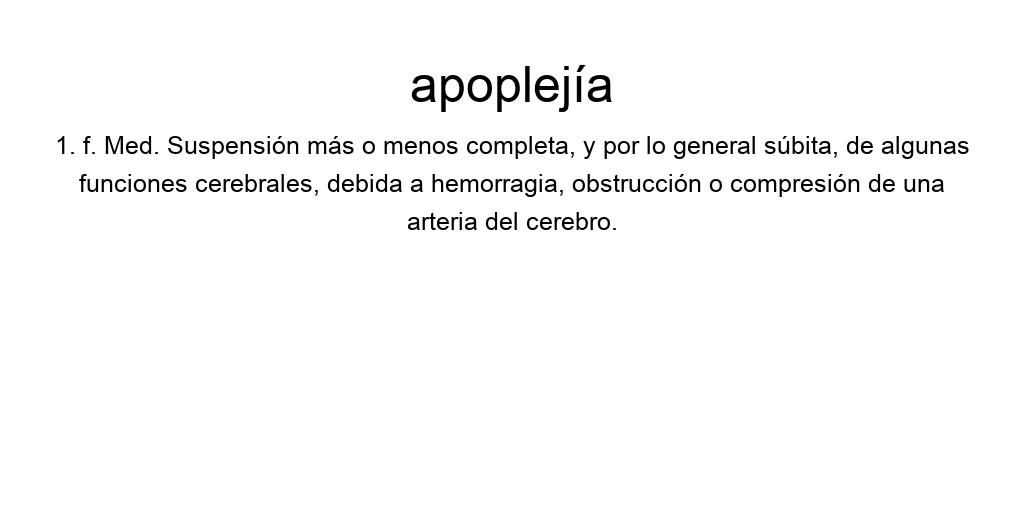 apoplejía
1. f. Med. Suspensión más o menos completa, y por lo general súbita, de algunas
funciones cerebrales, debida a hemorragia, obstrucción o compresión de una
arteria del cerebro.